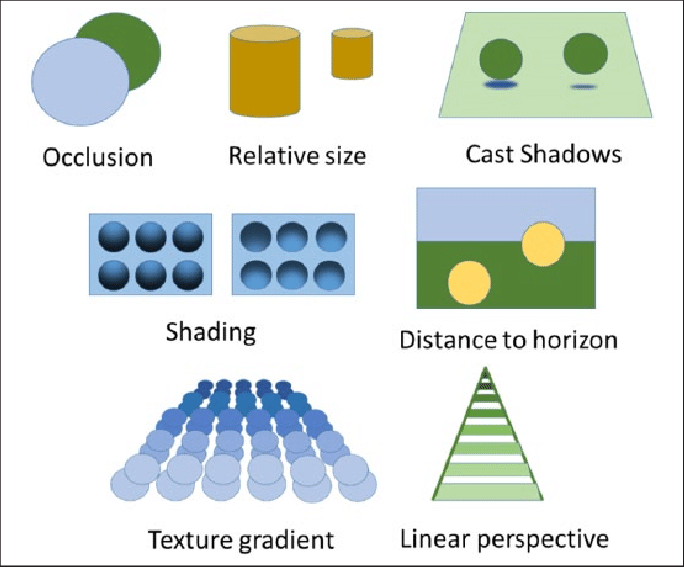 Occlusion
Relative size
Cast Shadows
Shading
Distance to horizon
Texture gradient
Linear perspective